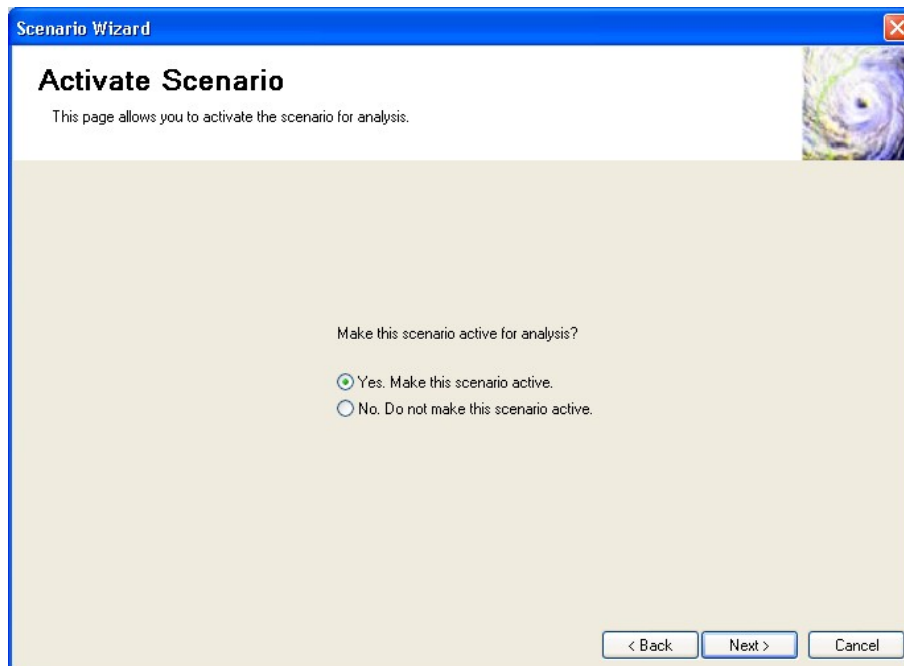 Scenario Wizard
Activate Scenario
This page allows you to activate the scenario for analysis.
Make this scenario active for analysis?
Yes. Make this scenario active.
No. Do not make this scenario active.
< Back Next > Cancel